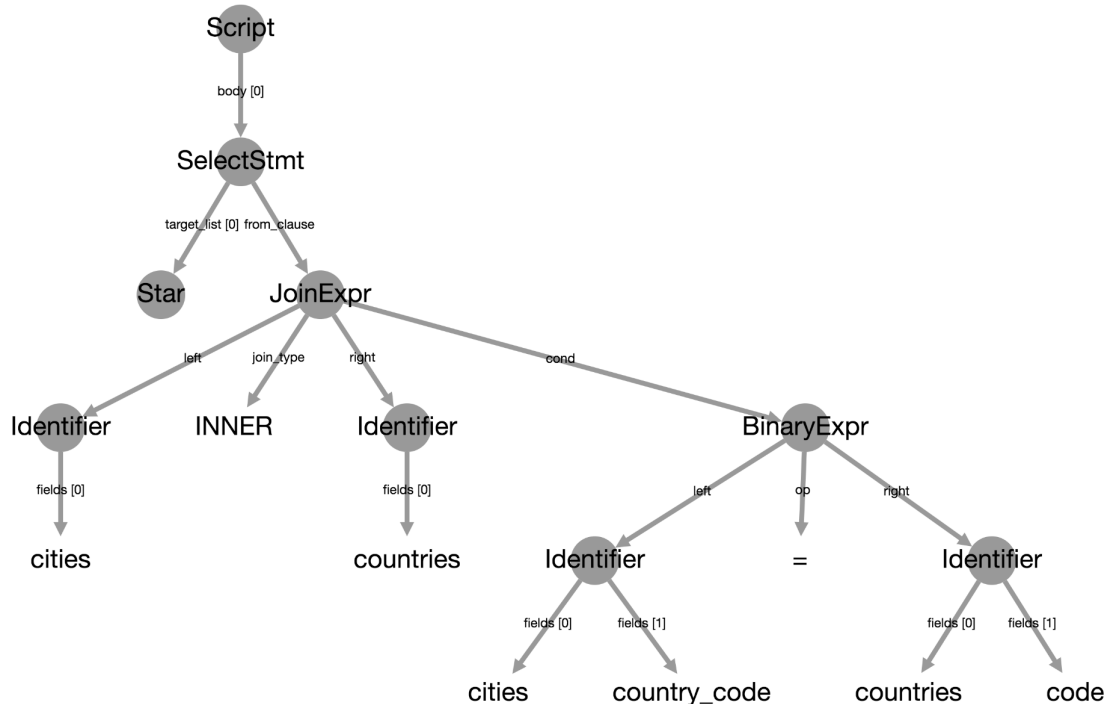 Script
body [0]
SelectStmt
target_list [0] from_clause
Star JoinExpr
left join_type right cond
Identifier INNER Identifier BinaryExpr
fields [0] fields [0] left op right
cities countries Identifier = Identifier
fields [0] fields [1] fields [0] fields [1]
cities country_code countries code